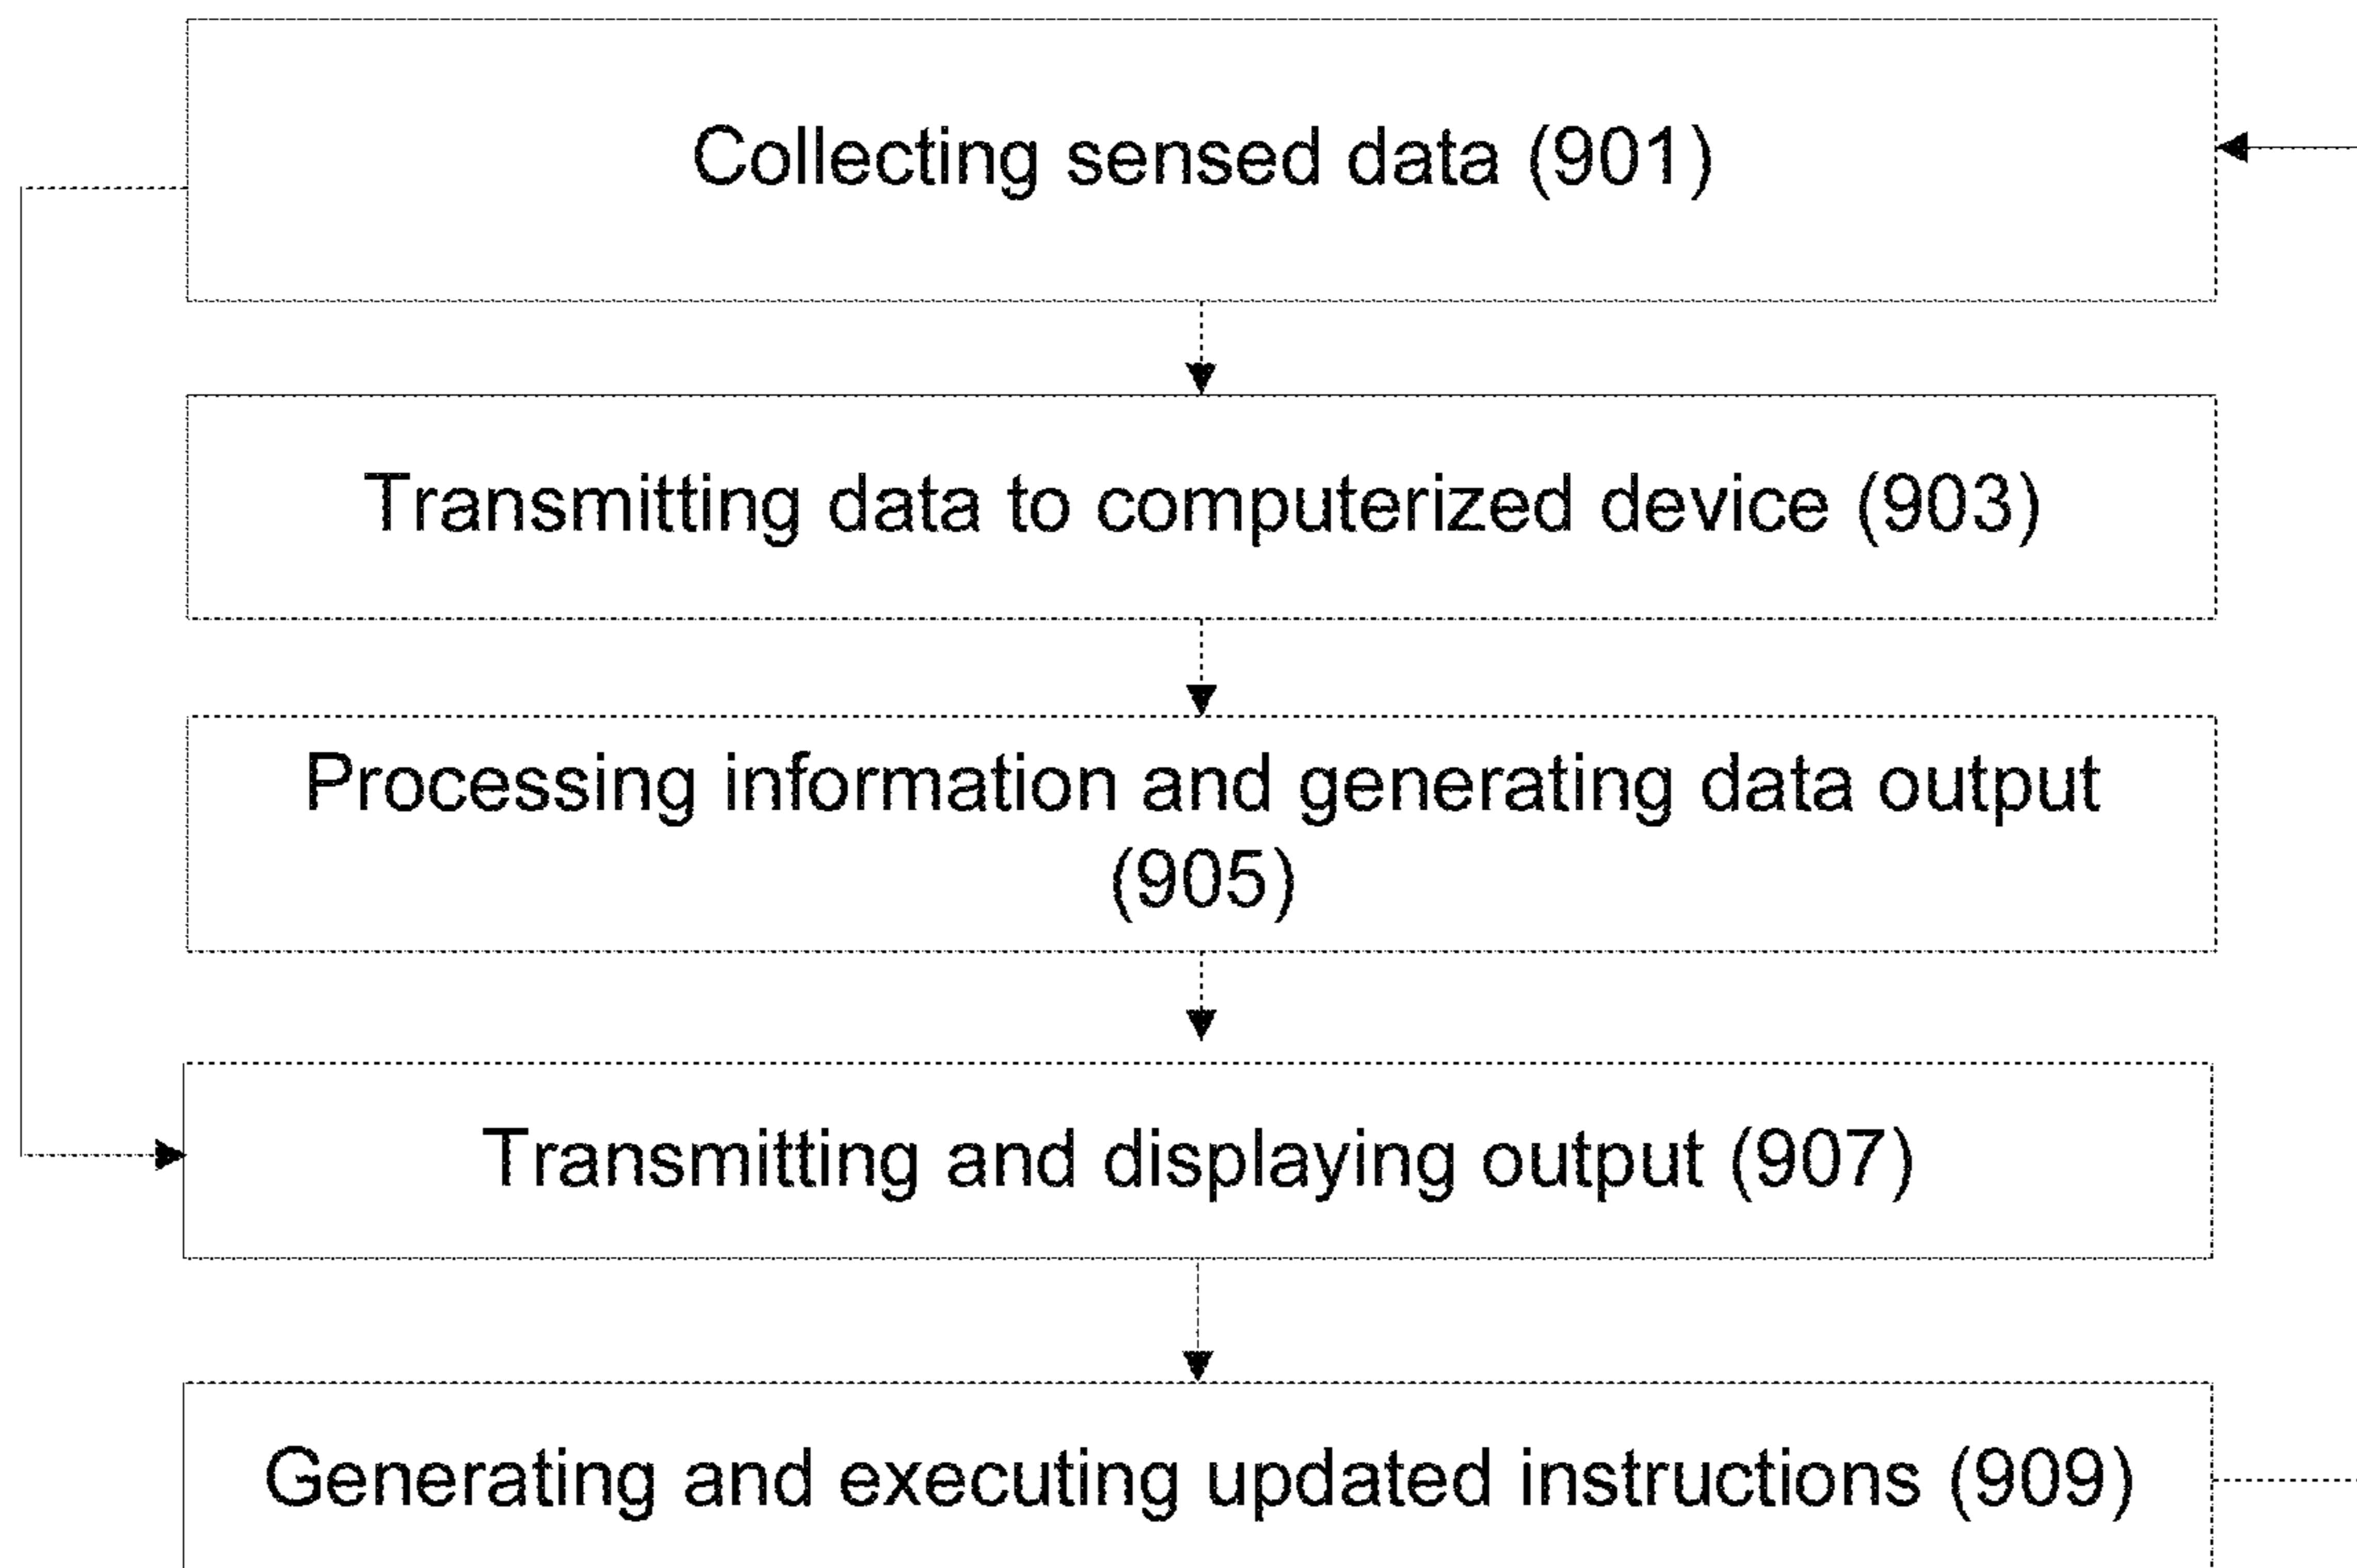 Collecting sensed data (901)
Transmitting data to computerized device (903)
Processing information and generating data output
(905)
Transmitting and displaying output (907)
Generating and executing updated instructions (909)